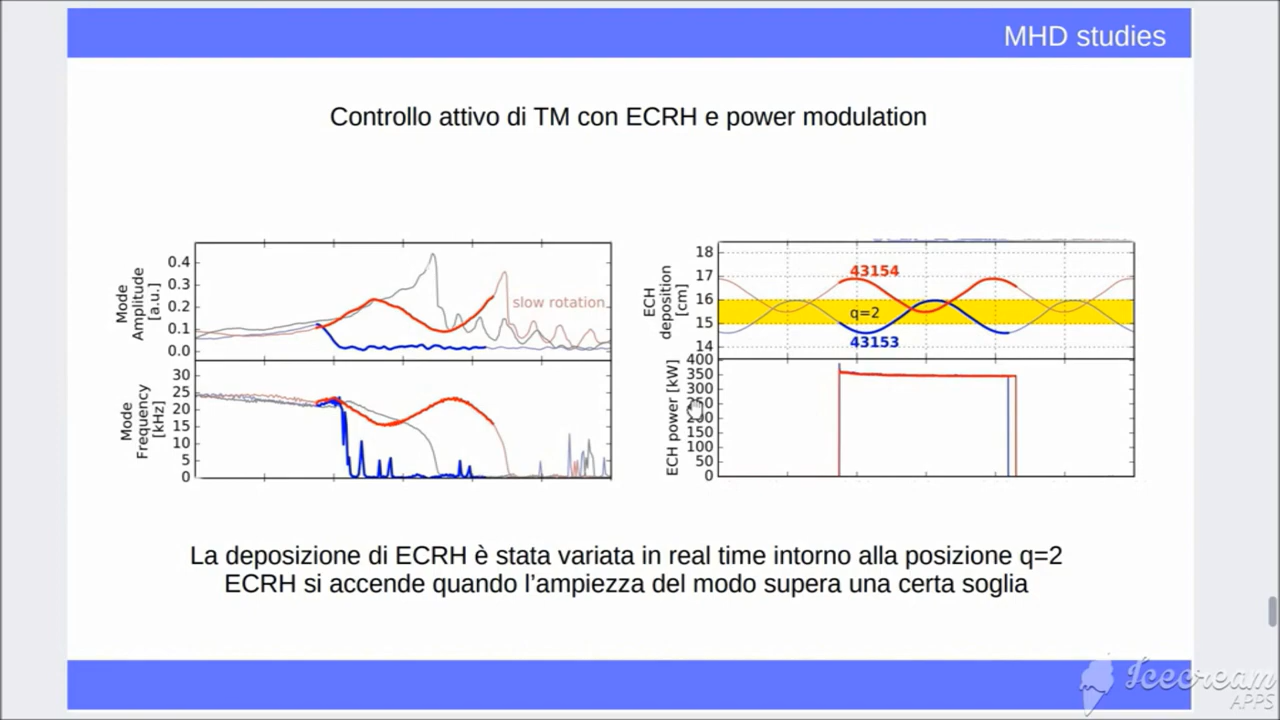 MHD studies
Controllo attivo di TM con ECRH e power modulation
Mode
Amplitude
[a.u.]
0.4
0.3
0.2
0.1
0.0
slow rotation
Mode
Frequency
[kHz]
30
25
20
15
10
5
0
ECH
deposition
[cm]
18
17
16
15
14
43154
q=2
43153
ECH power [kW]
400
350
300
250
200
150
100
50
0
La deposizione di ECRH è stata variata in real time intorno alla posizione q=2
ECRH si accende quando l’ampiezza del modo supera una certa soglia
Icecream
APPS